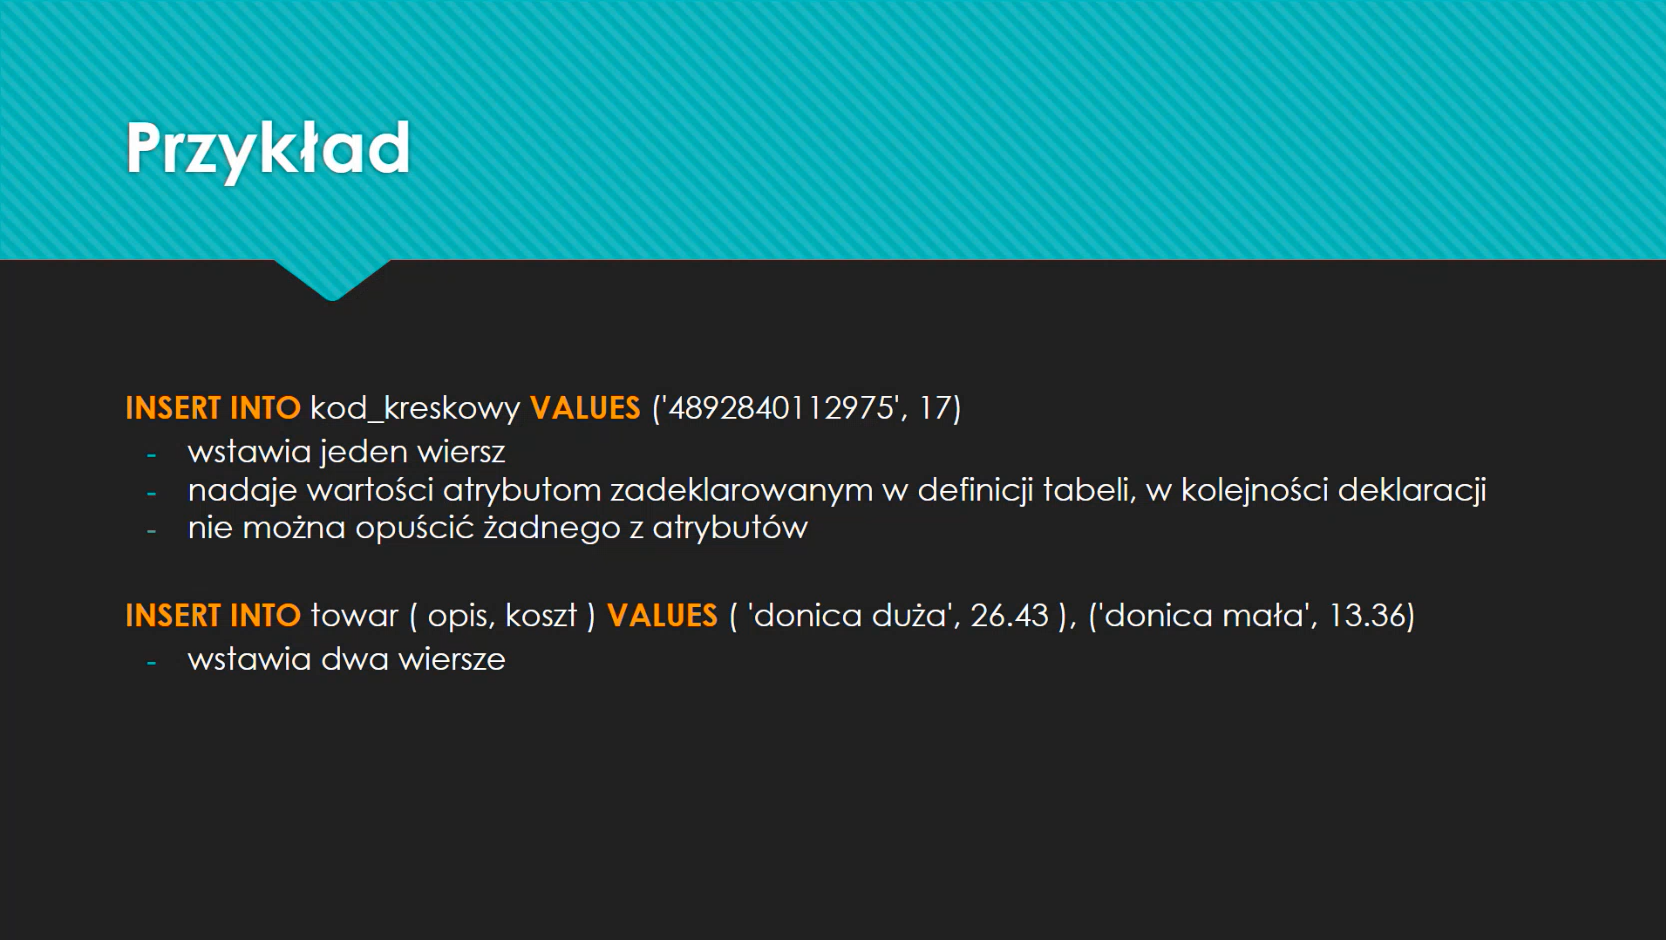 Przykład
INSERT INTO kod_kreskowy VALUES ('4892840112975', 17)
- wstawia jeden wiersz
- nadaje wartości atrybutom zadeklarowanym w definicji tabeli, w kolejności deklaracji
- nie można opuścić żadnego z atrybutów
INSERT INTO towar ( opis, koszt ) VALUES ( 'donica duża', 26.43 ), ('donica mała', 13.36)
- wstawia dwa wiersze